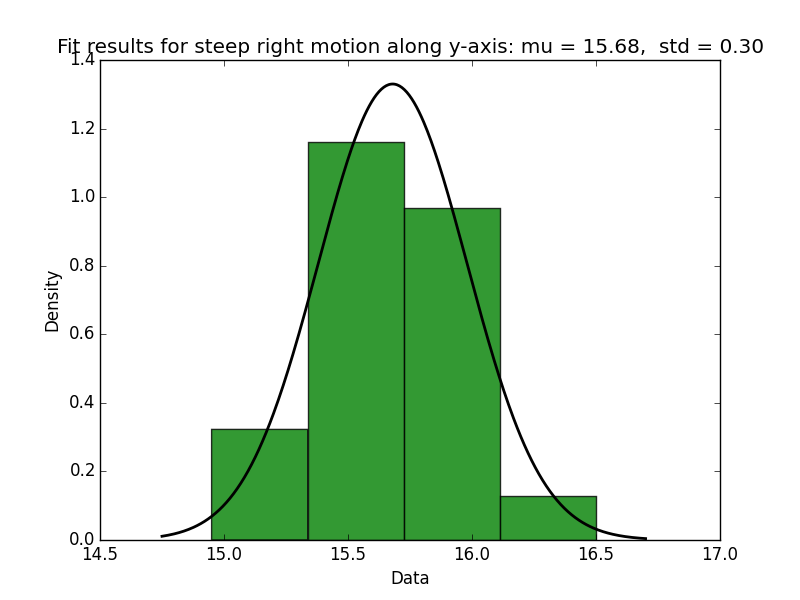 Fit results for steep right motion along y-axis: mu = 15.68,  std = 0.30
1.4
1.2
1.0
0.8
0.6
0.4
0.2
0.0
Density
14.5 15.0 15.5 16.0 16.5 17.0
Data